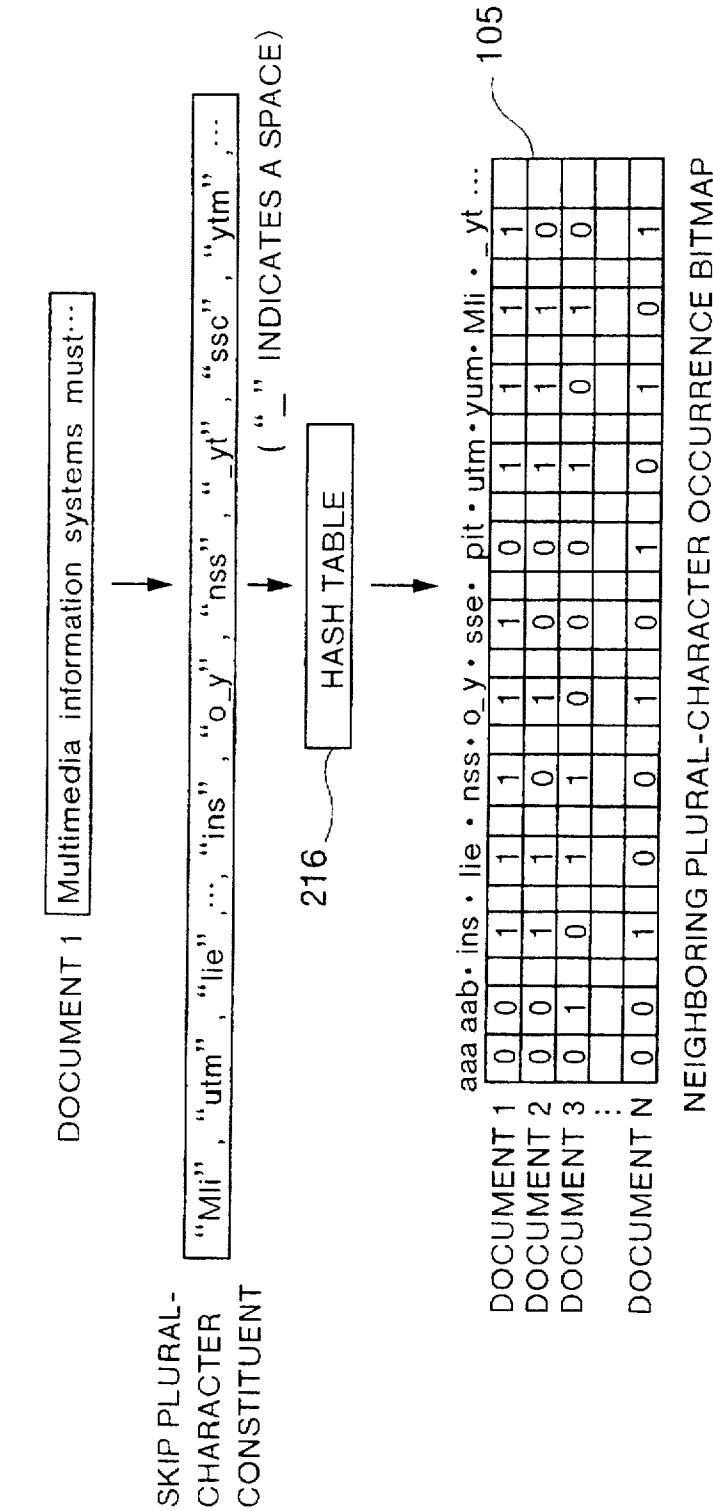 DOCUMENT 1 Multimedia information systems must···
SKIP PLURAL-
CHARACTER
CONSTITUENT
“Mli” , “utm” , “lie” ,···, “ins” , “o_y” , “nss” , “_yt” , “ssc” , “ytm” ,···
( “_” INDICATES A SPACE)
216
HASH TABLE
105
aaa aab· ins · lie · nss· o_y· sse· pit · utm · yum· Mli · _yt ···
DOCUMENT 1 0 0 1 1 1 1 1 0 1 1 1 1
DOCUMENT 2 0 0 1 1 0 1 0 0 1 1 1 0
DOCUMENT 3 0 1 0 1 1 0 0 0 1 0 1 0
⋮
DOCUMENT N 0 0 1 0 0 1 0 1 0 1 0 1
NEIGHBORING PLURAL-CHARACTER OCCURRENCE BITMAP